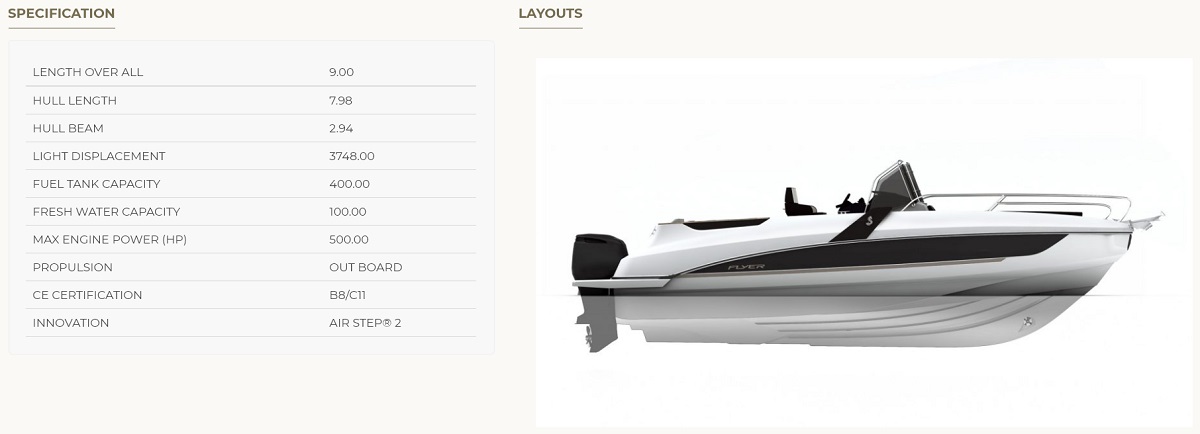 SPECIFICATION
LENGTH OVER ALL 9.00
HULL LENGTH 7.98
HULL BEAM 2.94
LIGHT DISPLACEMENT 3748.00
FUEL TANK CAPACITY 400.00
FRESH WATER CAPACITY 100.00
MAX ENGINE POWER (HP) 500.00
PROPULSION OUT BOARD
CE CERTIFICATION B8/C11
INNOVATION AIR STEP® 2
LAYOUTS
FLYER